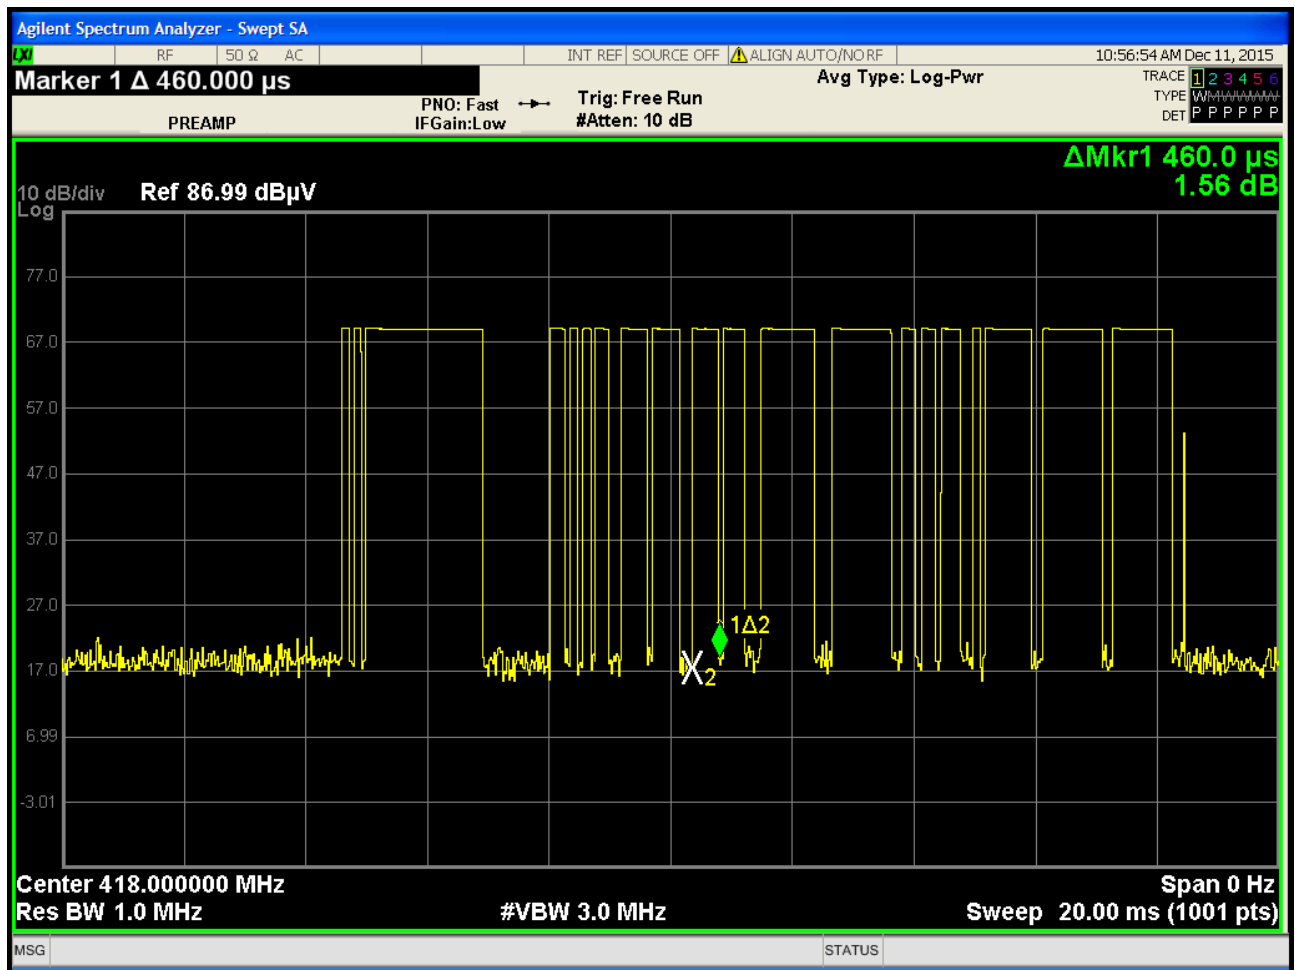 Agilent Spectrum Analyzer - Swept SA
LXI RF 50 Ω AC INT REF SOURCE OFF ALIGN AUTO/NO RF 10:56:54 AM Dec 11, 2015
Marker 1 Δ 460.000 µs
Avg Type: Log-Pwr
TRACE 1 2 3 4 5 6
PNO: Fast Trig: Free Run
TYPE WMWWWWW
PREAMP IFGain:Low #Atten: 10 dB
DET P P P P P P
ΔMkr1 460.0 µs
1.56 dB
10 dB/div Ref 86.99 dBµV
Log
77.0
67.0
57.0
47.0
37.0
27.0
1Δ2
17.0
2
6.99
-3.01
Center 418.000000 MHz Span 0 Hz
Res BW 1.0 MHz #VBW 3.0 MHz Sweep 20.00 ms (1001 pts)
MSG STATUS